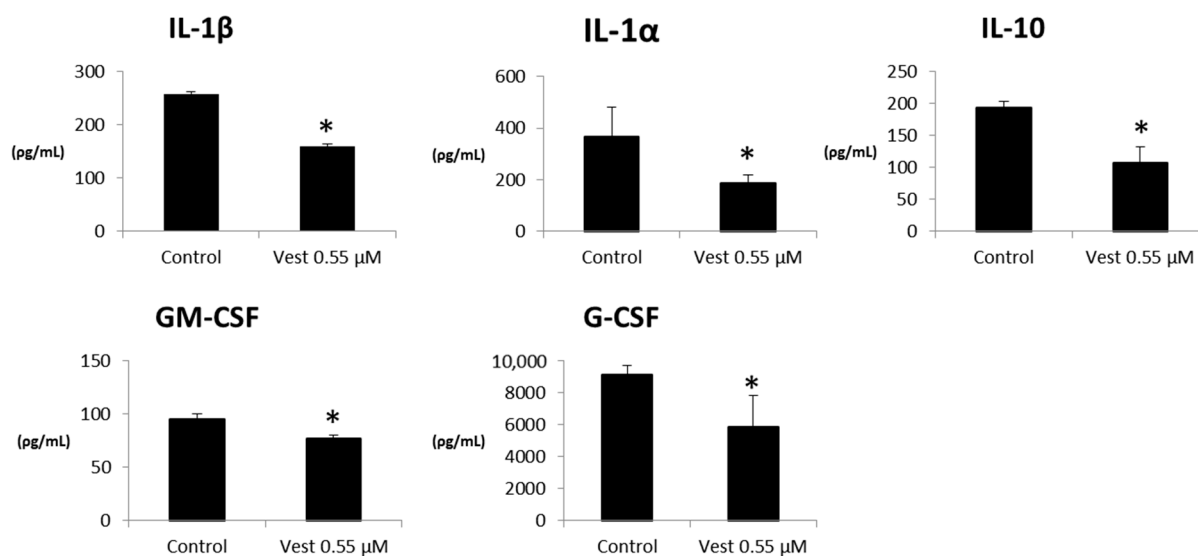 IL-1β
300
200
100
0
(ρg/mL)
*
Control
Vest 0.55 µM
IL-1α
600
400
200
0
(ρg/mL)
*
Control
Vest 0.55 µM
IL-10
250
200
150
100
50
0
(ρg/mL)
*
Control
Vest 0.55 µM
GM-CSF
150
100
50
0
(ρg/mL)
*
Control
Vest 0.55 µM
G-CSF
10,000
8000
6000
4000
2000
0
(ρg/mL)
*
Control
Vest 0.55 µM